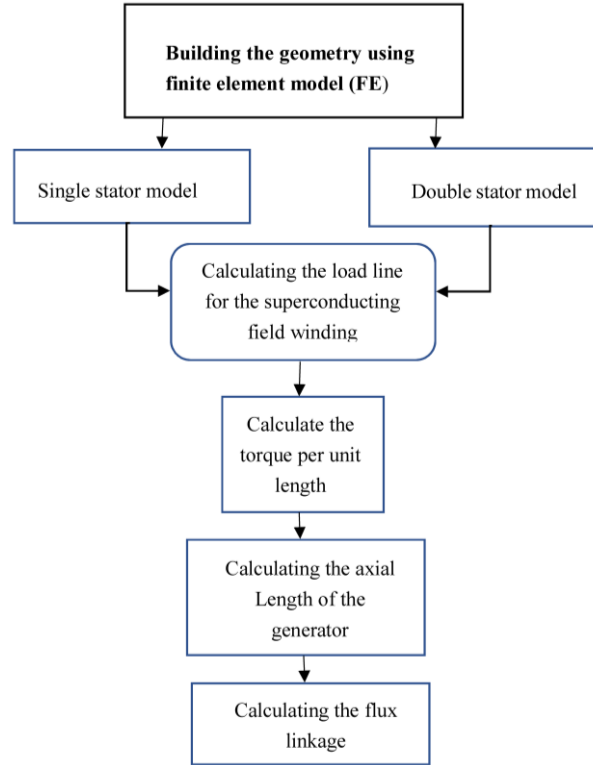 Building the geometry using
finite element model (FE)
Single stator model
Double stator model
Calculating the load line
for the superconducting
field winding
Calculate the
torque per unit
length
Calculating the axial
Length of the
generator
Calculating the flux
linkage